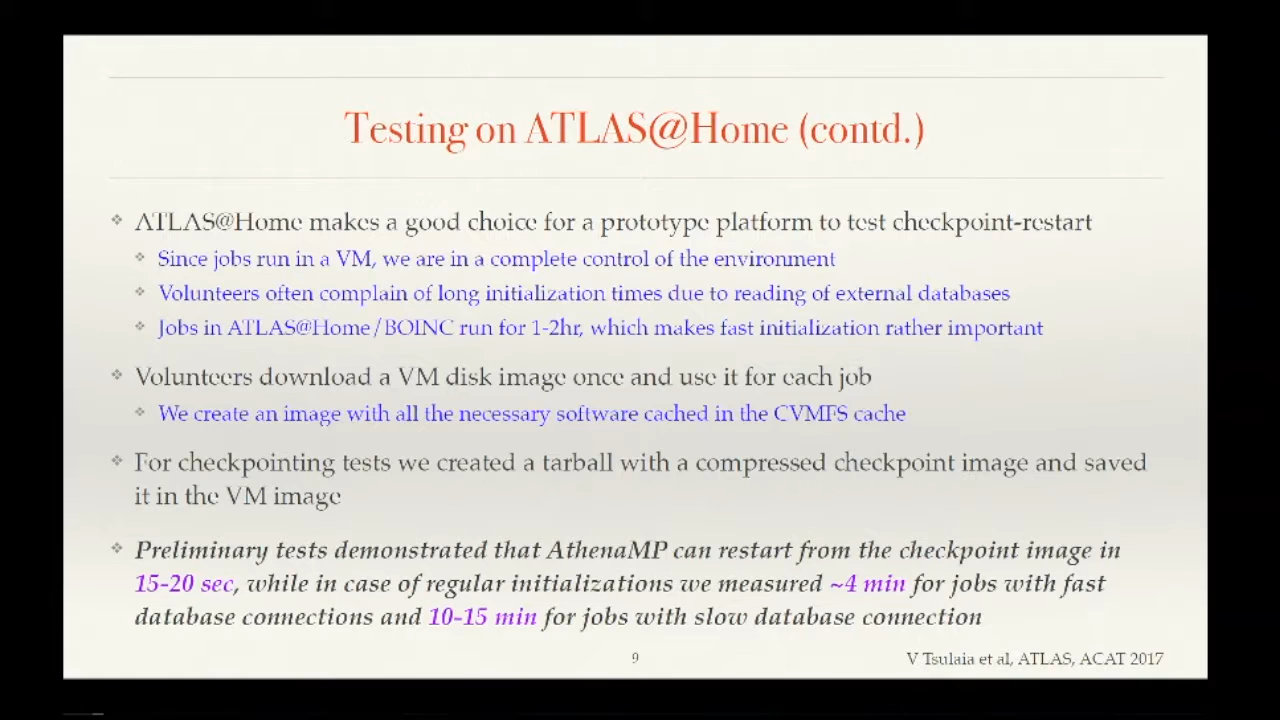 Testing on ATLAS@Home (contd.)
ATLAS@Home makes a good choice for a prototype platform to test checkpoint-restart
Since jobs run in a VM, we are in a complete control of the environment
Volunteers often complain of long initialization times due to reading of external databases
Jobs in ATLAS@Home/BOINC run for 1-2hr, which makes fast initialization rather important
Volunteers download a VM disk image once and use it for each job
We create an image with all the necessary software cached in the CVMFS cache
For checkpointing tests we created a tarball with a compressed checkpoint image and saved
it in the VM image
Preliminary tests demonstrated that AthenaMP can restart from the checkpoint image in
15-20 sec, while in case of regular initializations we measured ~4 min for jobs with fast
database connections and 10-15 min for jobs with slow database connection
9
V Tsulaia et al, ATLAS, ACAT 2017